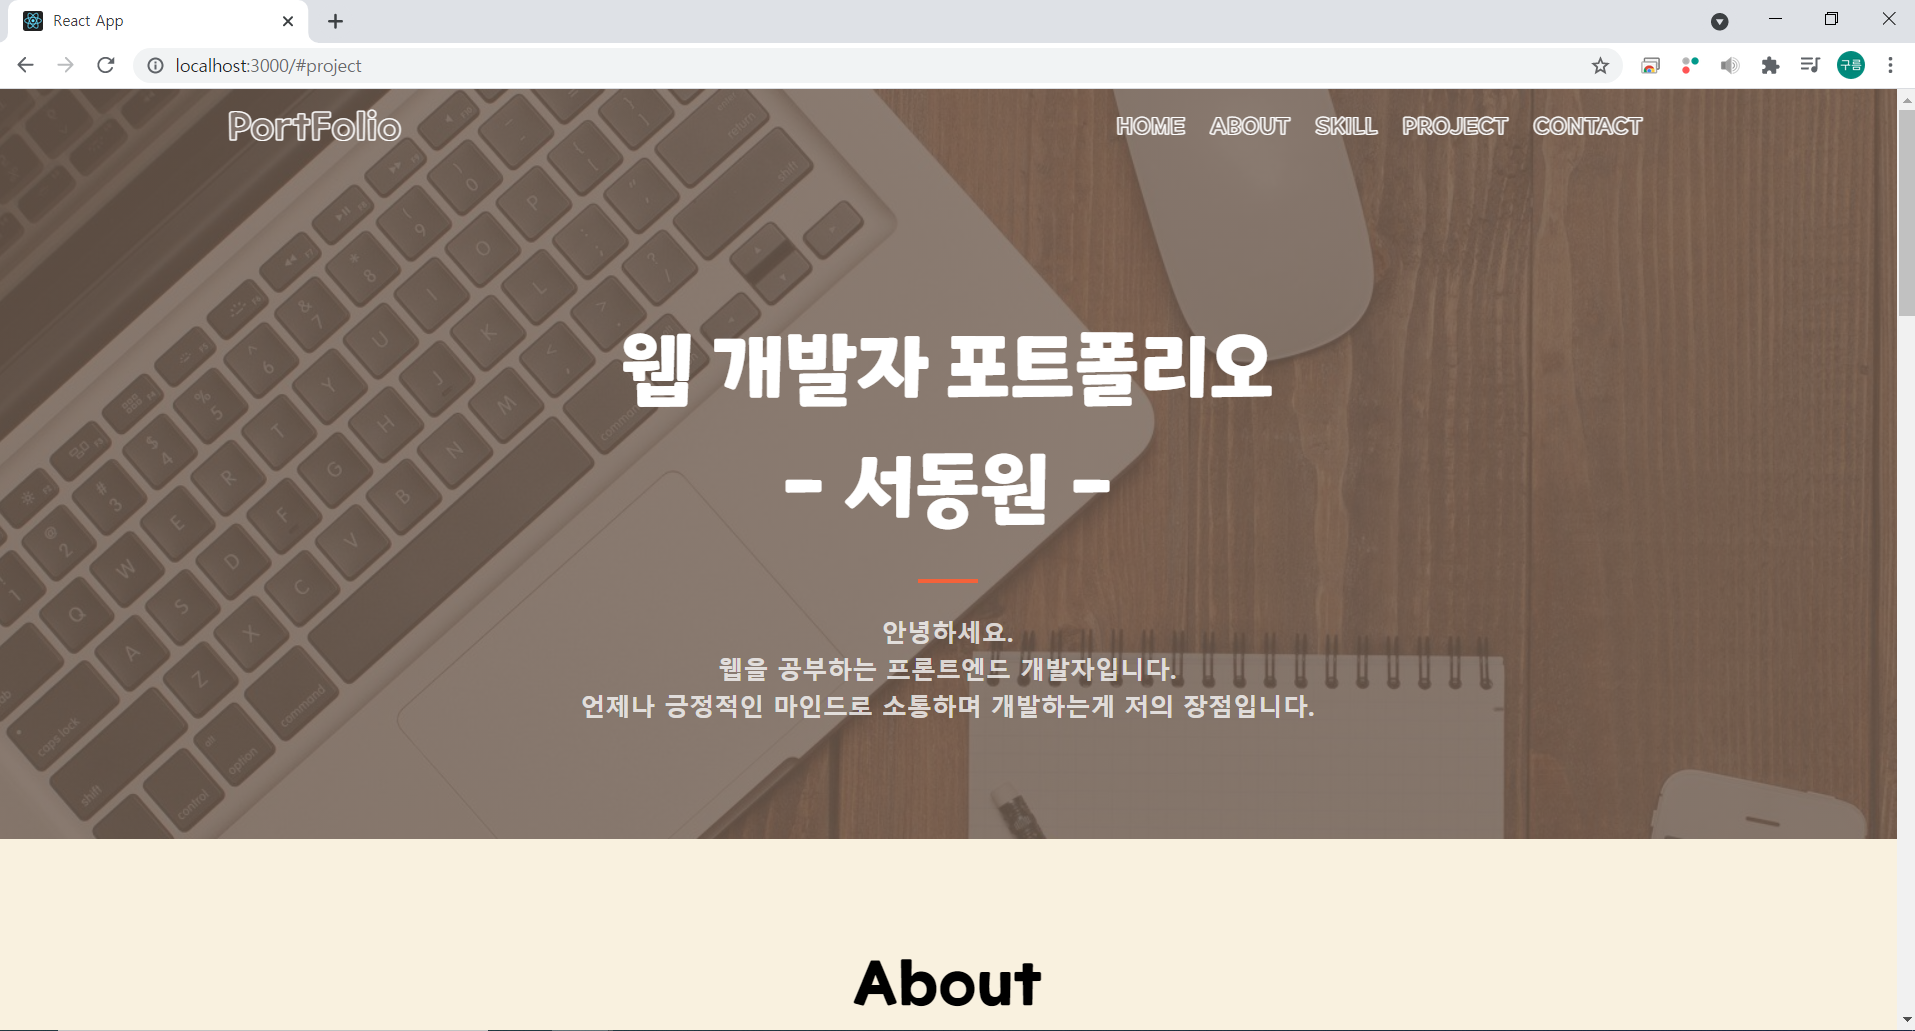 React App
localhost:3000/#project
구름
PortFolio
HOME ABOUT SKILL PROJECT CONTACT
웹 개발자 포트폴리오
- 서동원 -
안녕하세요.
웹을 공부하는 프론트엔드 개발자입니다.
언제나 긍정적인 마인드로 소통하며 개발하는게 저의 장점입니다.
About